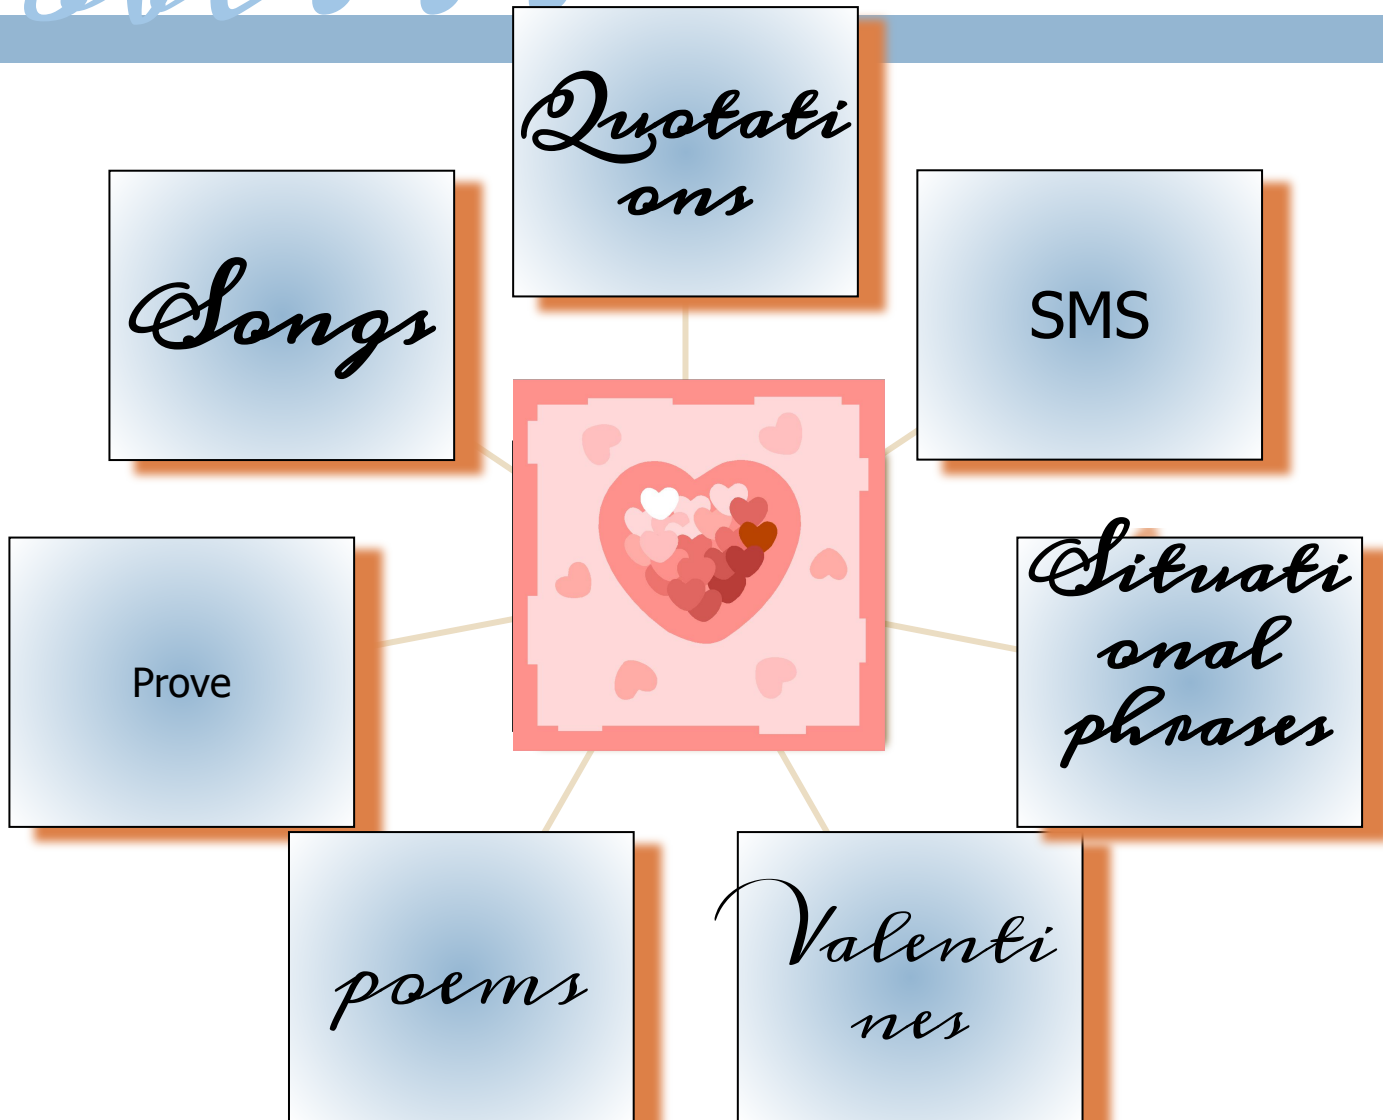 Quotati
ons
Songs
SMS
Situati
onal
phrases
Prove
poems
Valenti
nes